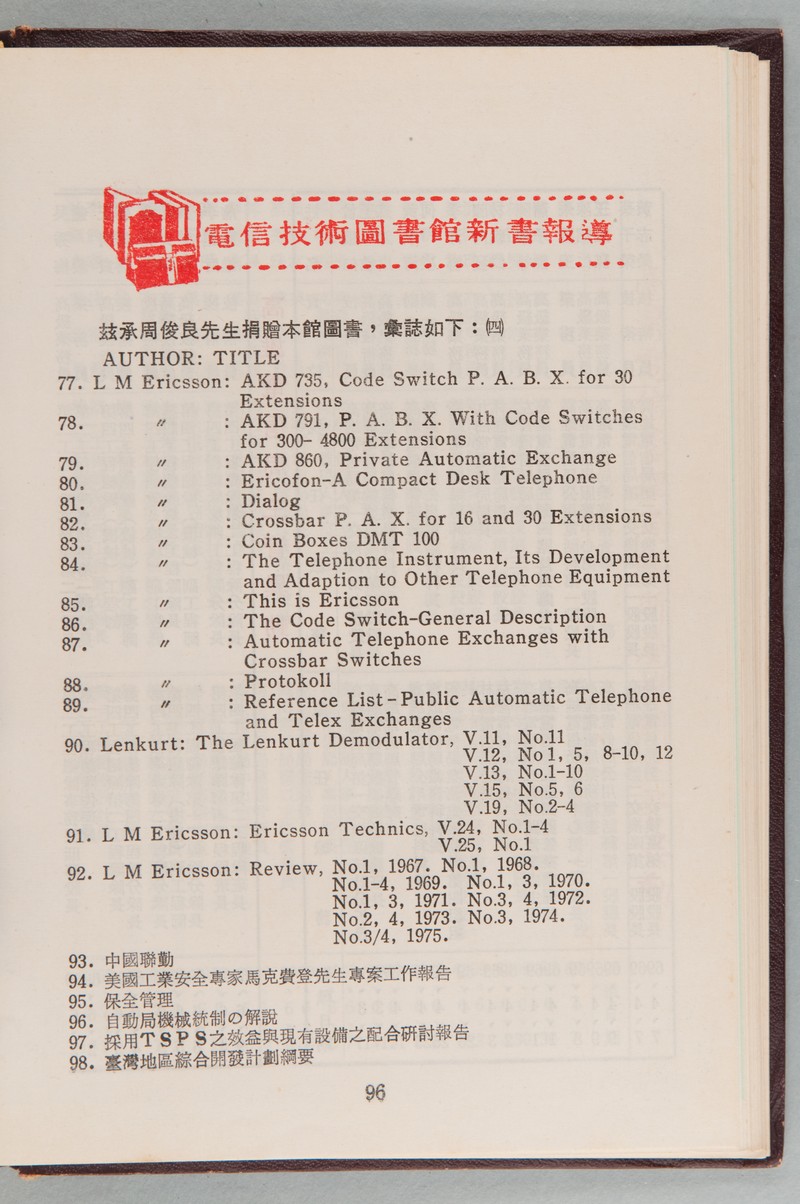 電信技術圖書館新書報導
茲承周俊良先生捐贈本館圖書，彙誌如下：㈣
AUTHOR: TITLE
77. L M Ericsson: AKD 735, Code Switch P. A. B. X. for 30
Extensions
78. 〃 : AKD 791, P. A. B. X. With Code Switches
for 300- 4800 Extensions
79. 〃 : AKD 860, Private Automatic Exchange
80. 〃 : Ericofon-A Compact Desk Telephone
81. 〃 : Dialog
82. 〃 : Crossbar P. A. X. for 16 and 30 Extensions
83. 〃 : Coin Boxes DMT 100
84. 〃 : The Telephone Instrument, Its Development
and Adaption to Other Telephone Equipment
85. 〃 : This is Ericsson
86. 〃 : The Code Switch-General Description
87. 〃 : Automatic Telephone Exchanges with
Crossbar Switches
88. 〃 : Protokoll
89. 〃 : Reference List-Public Automatic Telephone
and Telex Exchanges
90. Lenkurt: The Lenkurt Demodulator, V.11, No.11
V.12, No 1, 5, 8-10, 12
V.13, No.1-10
V.15, No.5, 6
V.19, No.2-4
91. L M Ericsson: Ericsson Technics, V.24, No.1-4
V.25, No.1
92. L M Ericsson: Review, No.1, 1967. No.1, 1968.
No.1-4, 1969. No.1, 3, 1970.
No.1, 3, 1971. No.3, 4, 1972.
No.2, 4, 1973. No.3, 1974.
No.3/4, 1975.
93. 中國聯勤
94. 美國工業安全專家馬克費登先生專案工作報告
95. 保全管理
96. 自動局機械統制の解說
97. 採用TSPS之效益與現有設備之配合研討報告
98. 臺灣地區綜合開發計劃綱要
96